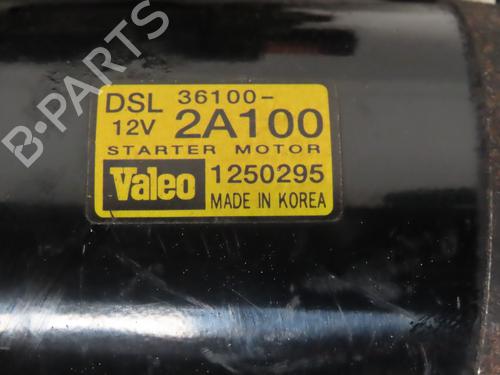 DSL 36100-
12V 2A100
STARTER MOTOR
Valeo 1250295
MADE IN KOREA
B-PARTS